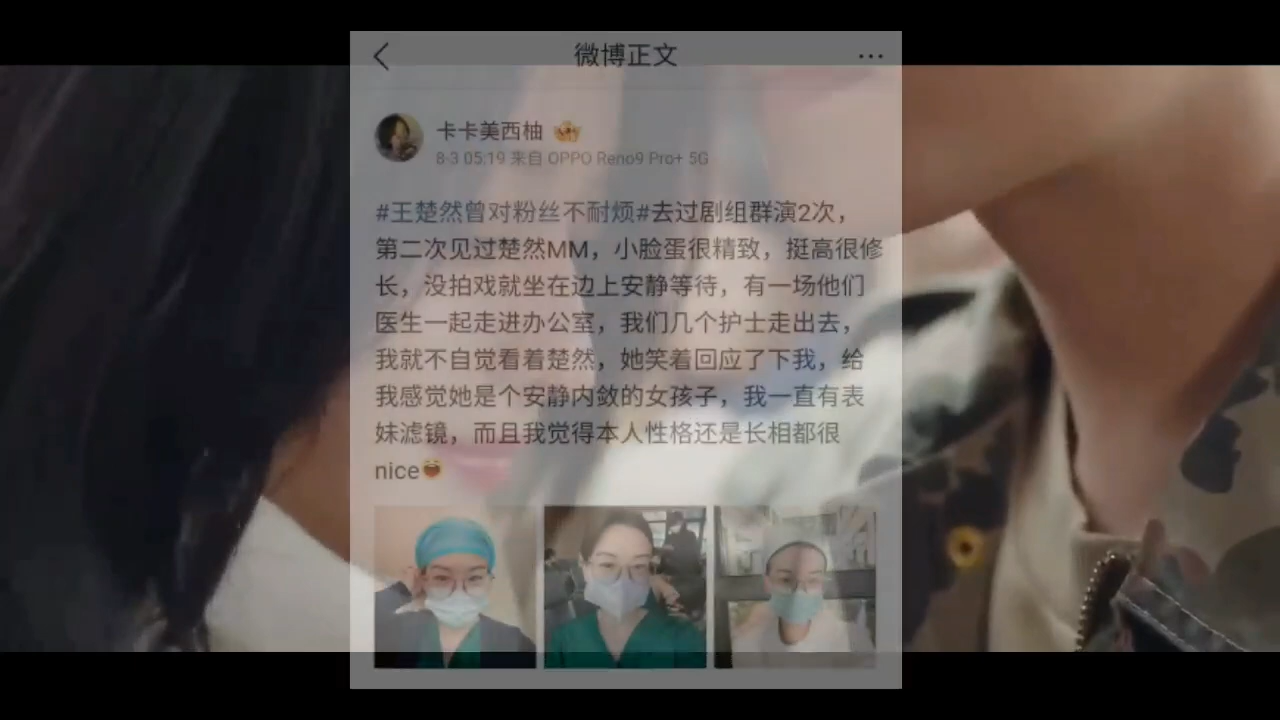 微博正文
卡卡美西柚
8-3 05:19 来自 OPPO Reno9 Pro+ 5G
#王楚然曾对粉丝不耐烦#去过剧组群演2次，
第二次见过楚然MM，小脸蛋很精致，挺高很修
长，没拍戏就坐在边上安静等待，有一场他们
医生一起走进办公室，我们几个护士走出去，
我就不自觉看着楚然，她笑着回应了下我，给
我感觉她是个安静内敛的女孩子，我一直有表
妹滤镜，而且我觉得本人性格还是长相都很
nice